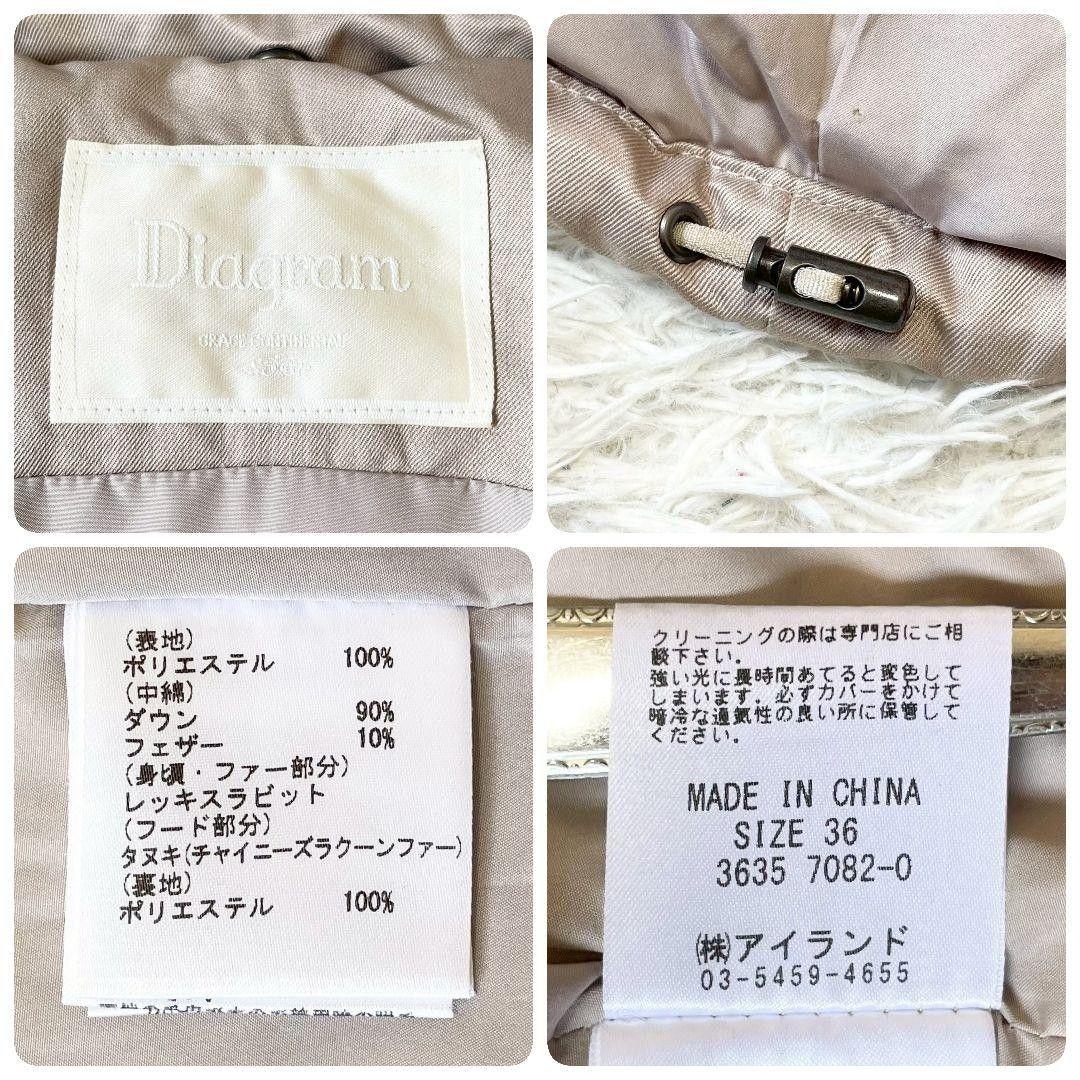 Diagram
GRACE CONTINENTAL
(表地)
ポリエステル 100%
(中綿)
ダウン 90%
フェザー 10%
(身頃・ファー部分)
レッキスラビット
(フード部分)
タヌキ(チャイニーズラクーンファー)
(裏地)
ポリエステル 100%
クリーニングの際は専門店にご相
談下さい。
強い光に長時間あてると変色して
しまいます。必ずカバーをかけて
暗冷な通気性の良い所に保管して
ください。
MADE IN CHINA
SIZE 36
3635 7082-0
(株)アイランド
03-5459-4655